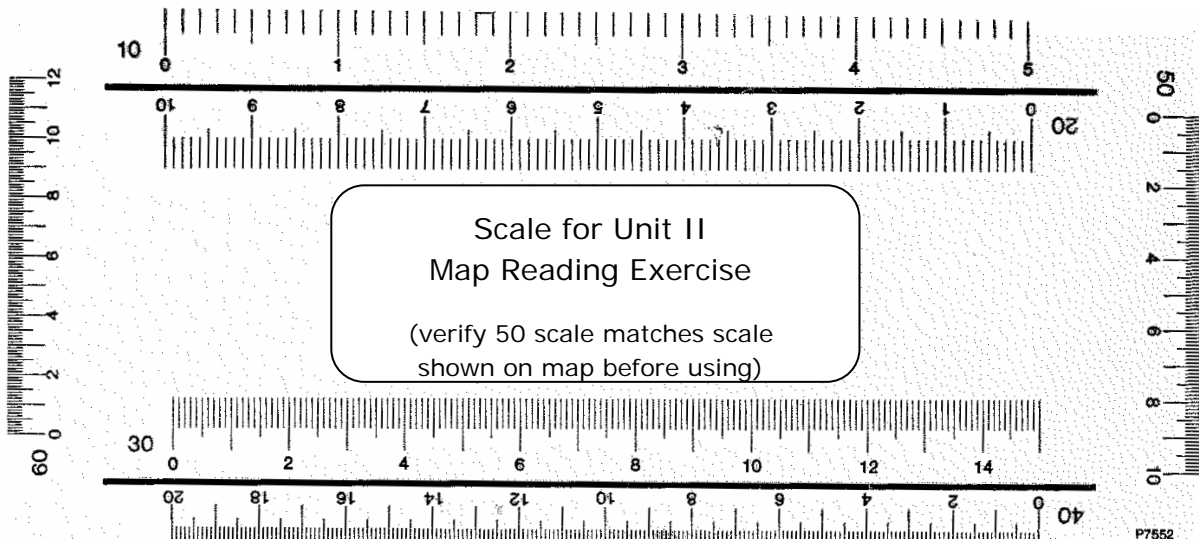 10
0 1 2 3 4 5
10 9 8 7 6 5 4 3 2 1 0
20
12
10
8
6
4
2
0
60
50
0
2
4
6
8
10
Scale for Unit II
Map Reading Exercise
(verify 50 scale matches scale
shown on map before using)
30
0 2 4 6 8 10 12 14
20 18 16 14 12 10 8 6 4 2 0
40
P7552